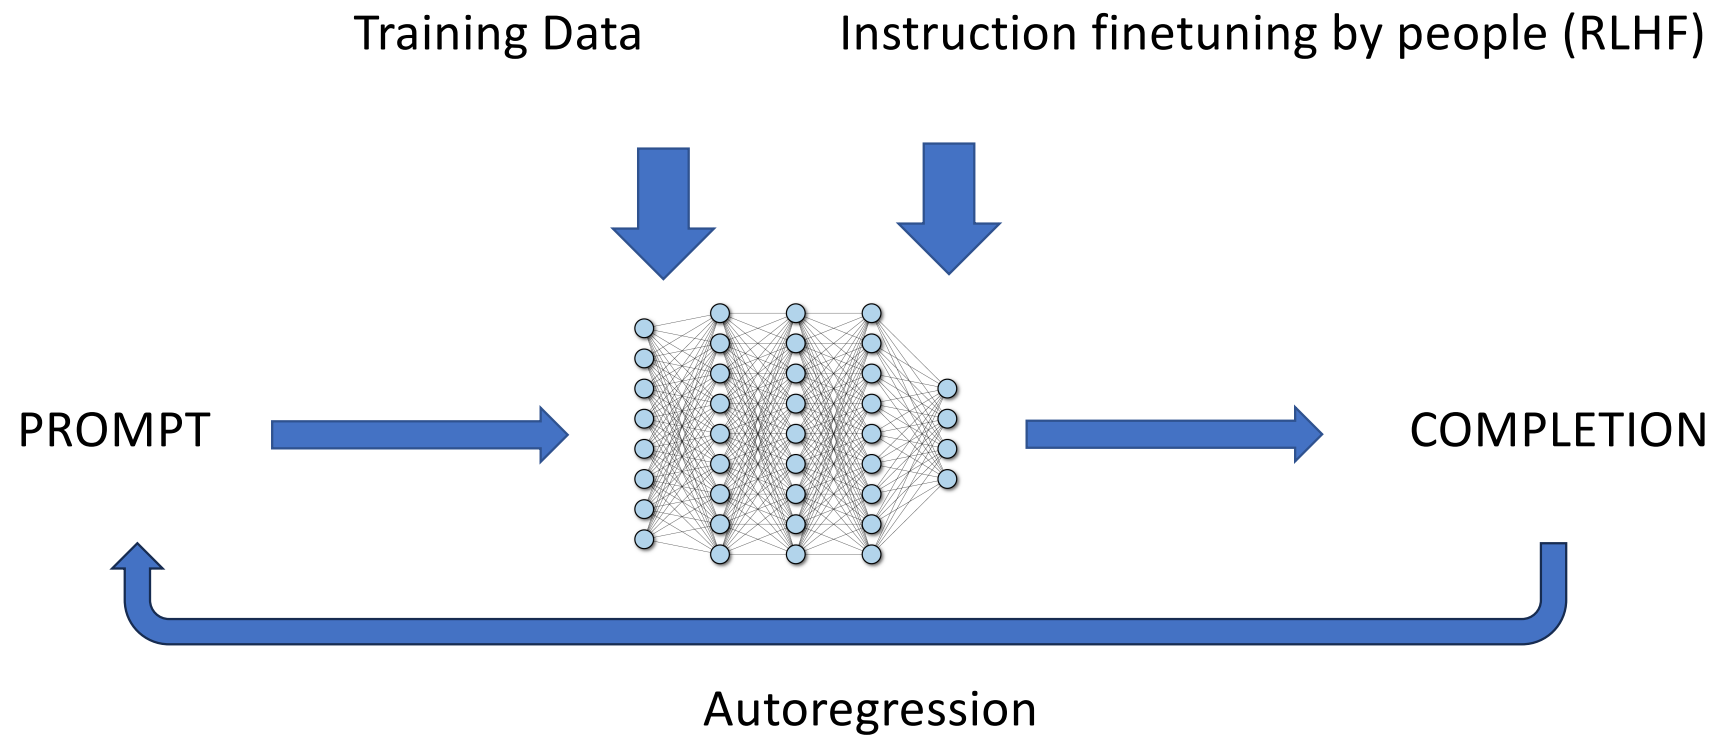 Training Data
Instruction finetuning by people (RLHF)
PROMPT
COMPLETION
Autoregression